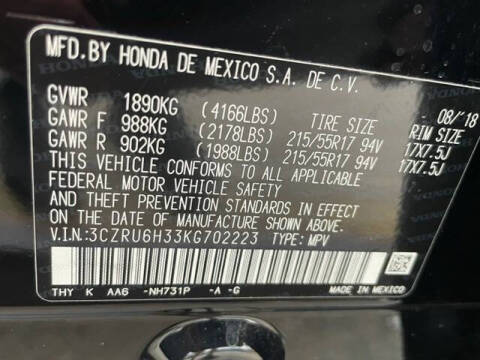 MFD.BY HONDA DE MEXICO S.A. DE C.V.
08/'18
GVWR 1890KG (4166LBS) TIRE SIZE RIM SIZE
GAWR F 988KG (2178LBS) 215/55R17 94V 17X7.5J
GAWR R 902KG (1988LBS) 215/55R17 94V 17X7.5J
THIS VEHICLE CONFORMS TO ALL APPLICABLE
FEDERAL MOTOR VEHICLE SAFETY
AND THEFT PREVENTION STANDARDS IN EFFECT
ON THE DATE OF MANUFACTURE SHOWN ABOVE.
V.I.N.:3CZRU6H33KG702223 TYPE: MPV
THY K AA6 -NH731P -A -G MADE IN MEXICO